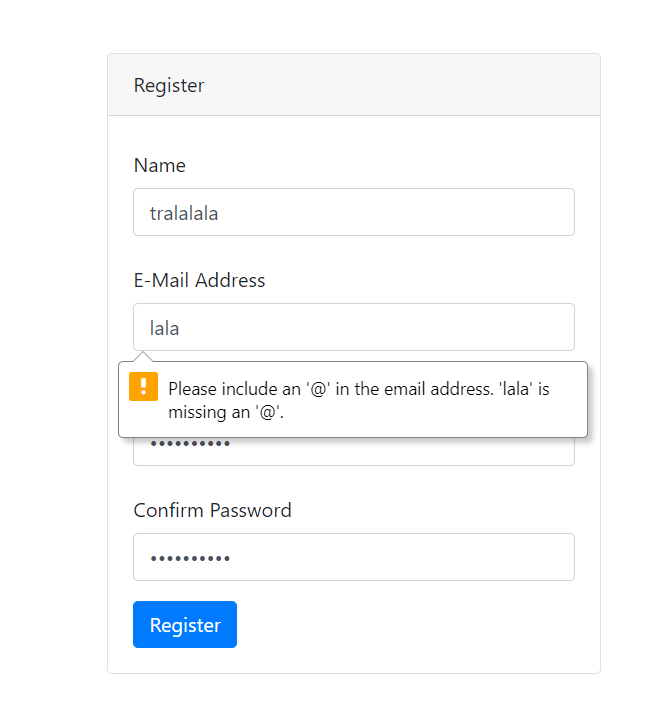 Register
Name
tralalala
E-Mail Address
lala
Please include an '@' in the email address. 'lala' is
missing an '@'.
••••••••••
Confirm Password
••••••••••
Register